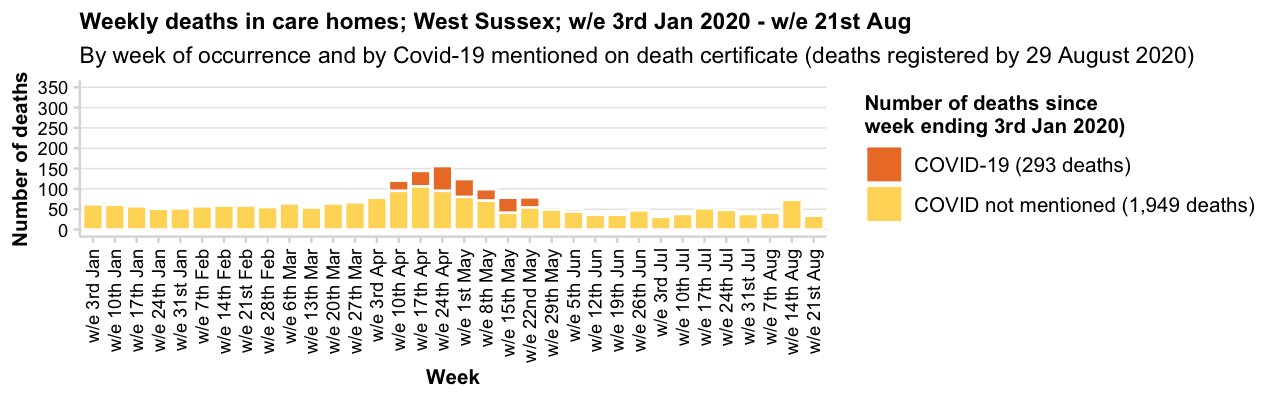 Weekly deaths in care homes; West Sussex; w/e 3rd Jan 2020 - w/e 21st Aug
By week of occurrence and by Covid-19 mentioned on death certificate (deaths registered by 29 August 2020)
Number of deaths
350
300
250
200
150
100
50
0
w/e 3rd Jan
w/e 10th Jan
w/e 17th Jan
w/e 24th Jan
w/e 31st Jan
w/e 7th Feb
w/e 14th Feb
w/e 21st Feb
w/e 28th Feb
w/e 6th Mar
w/e 13th Mar
w/e 20th Mar
w/e 27th Mar
w/e 3rd Apr
w/e 10th Apr
w/e 17th Apr
w/e 24th Apr
w/e 1st May
w/e 8th May
w/e 15th May
w/e 22nd May
w/e 29th May
w/e 5th Jun
w/e 12th Jun
w/e 19th Jun
w/e 26th Jun
w/e 3rd Jul
w/e 10th Jul
w/e 17th Jul
w/e 24th Jul
w/e 31st Jul
w/e 7th Aug
w/e 14th Aug
w/e 21st Aug
Week
Number of deaths since
week ending 3rd Jan 2020)
COVID-19 (293 deaths)
COVID not mentioned (1,949 deaths)